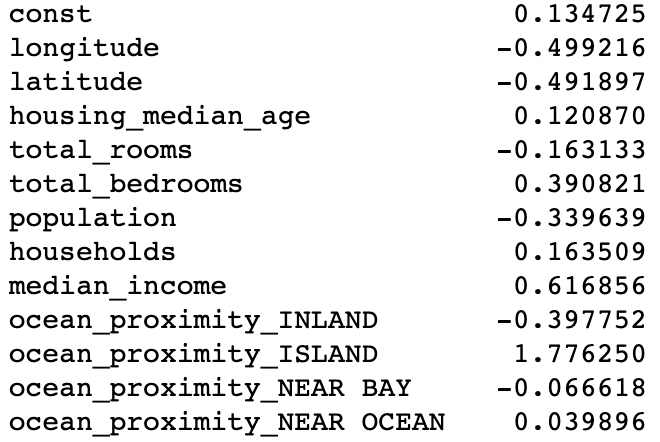 const 0.134725
longitude -0.499216
latitude -0.491897
housing_median_age 0.120870
total_rooms -0.163133
total_bedrooms 0.390821
population -0.339639
households 0.163509
median_income 0.616856
ocean_proximity_INLAND -0.397752
ocean_proximity_ISLAND 1.776250
ocean_proximity_NEAR BAY -0.066618
ocean_proximity_NEAR OCEAN 0.039896